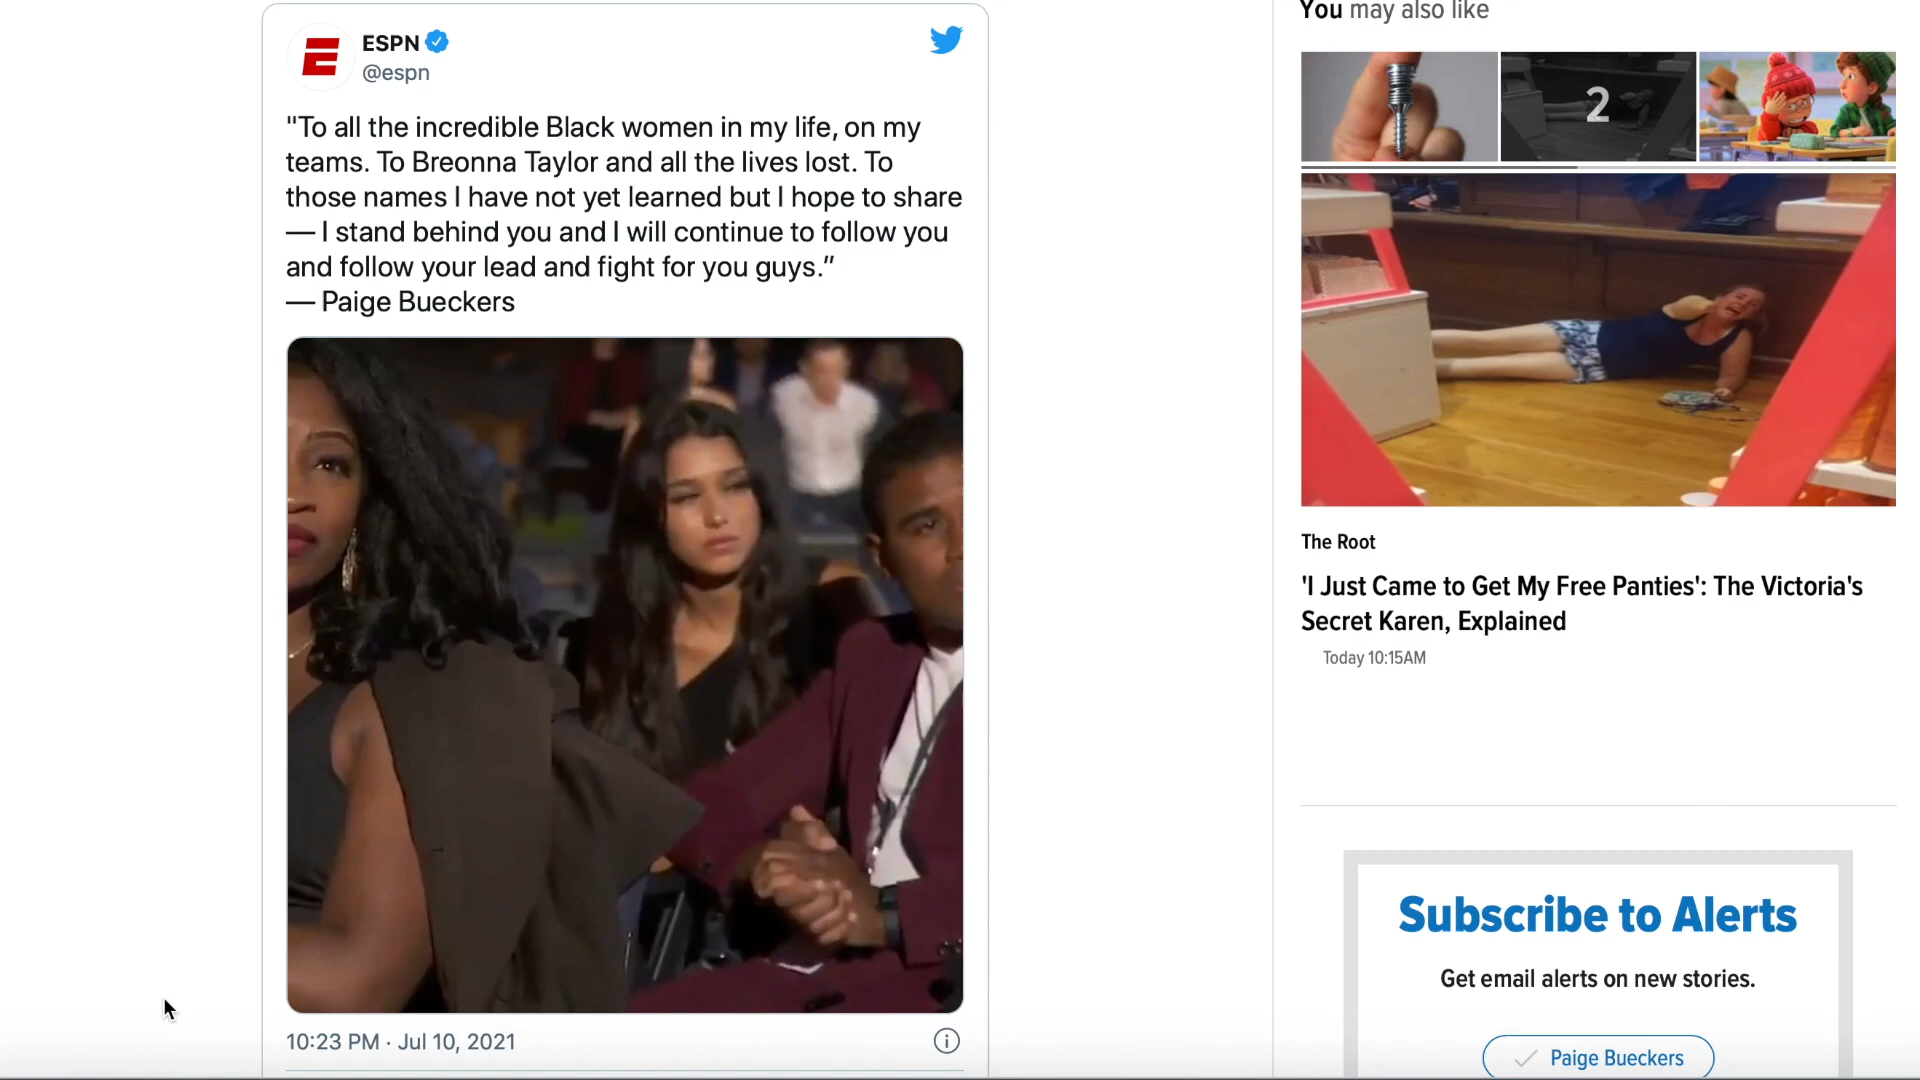 ESPN
@espn
"To all the incredible Black women in my life, on my
teams. To Breonna Taylor and all the lives lost. To
those names I have not yet learned but I hope to share
— I stand behind you and I will continue to follow you
and follow your lead and fight for you guys.”
— Paige Bueckers
10:23 PM · Jul 10, 2021
You may also like
2
The Root
'I Just Came to Get My Free Panties': The Victoria's
Secret Karen, Explained
Today 10:15AM
Subscribe to Alerts
Get email alerts on new stories.
Paige Bueckers